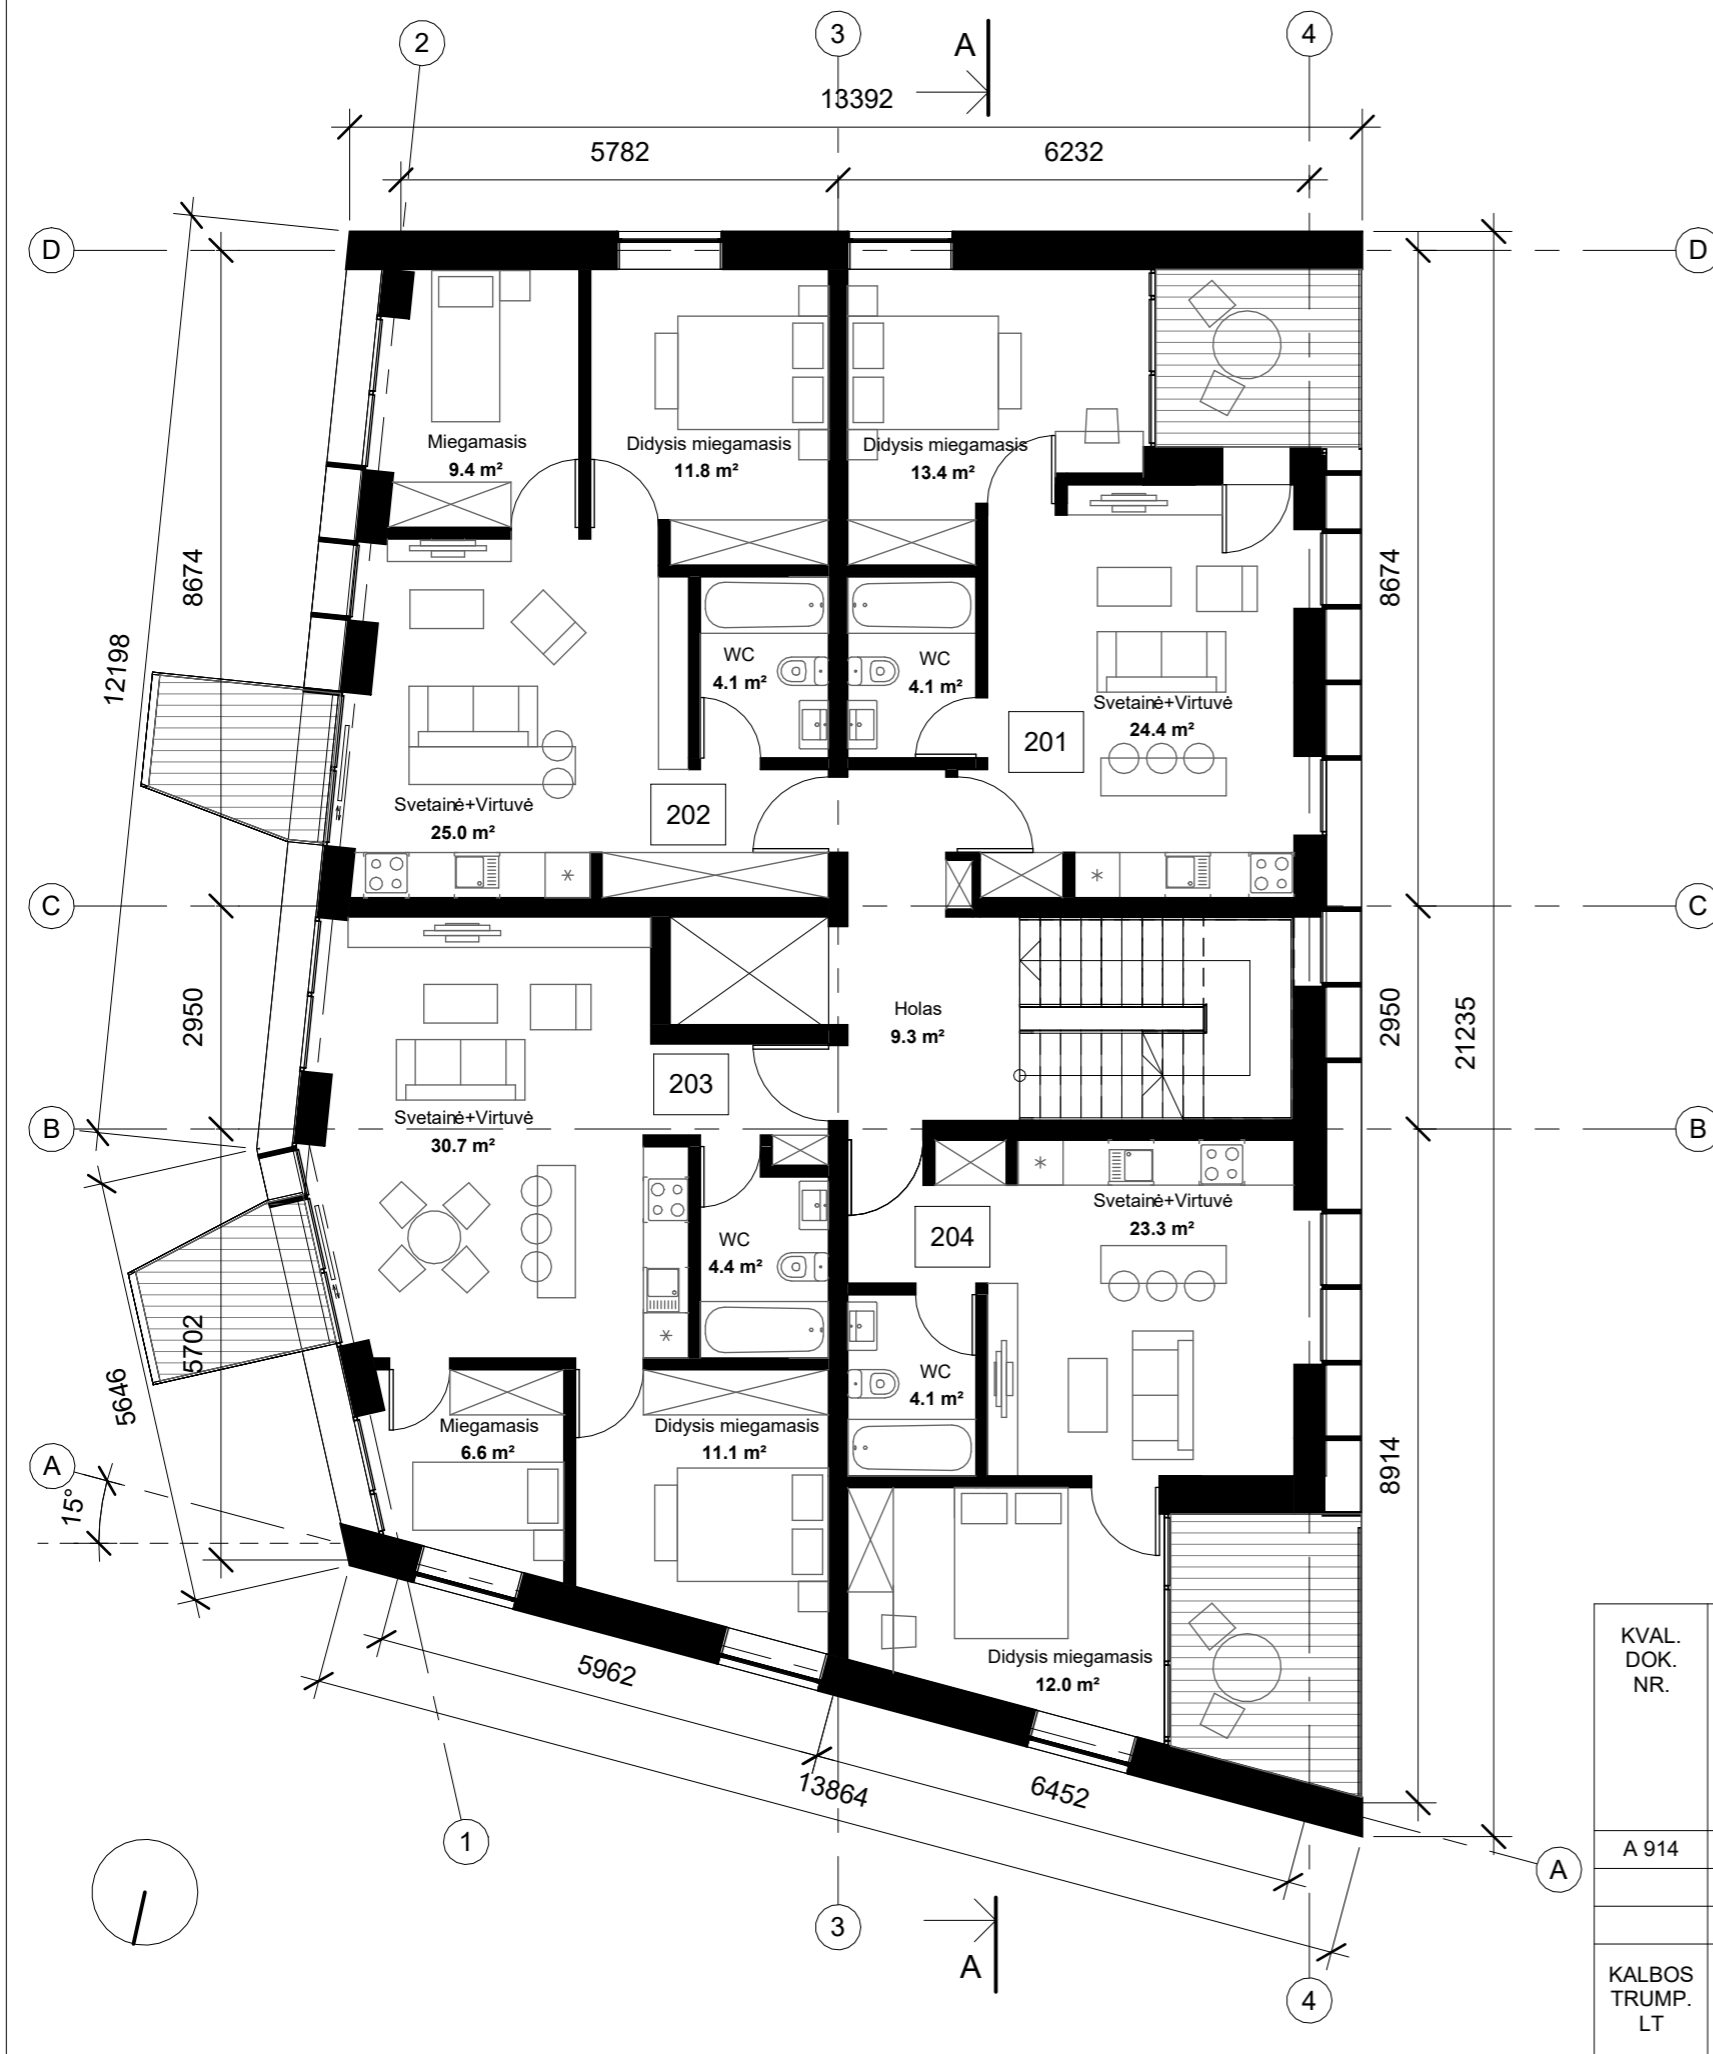 2
3
A
4
13392
5782
6232
D
D
Miegamasis
9.4 m²
Didysis miegamasis
11.8 m²
Didysis miegamasis
13.4 m²
8674
8674
12198
WC
4.1 m²
WC
4.1 m²
Svetainė+Virtuvė
24.4 m²
201
202
Svetainė+Virtuvė
25.0 m²
*
*
C
C
2950
2950
21235
Holas
9.3 m²
203
Svetainė+Virtuvė
30.7 m²
B
B
*
Svetainė+Virtuvė
23.3 m²
204
WC
4.4 m²
*
5702
5646
WC
4.1 m²
Miegamasis
6.6 m²
Didysis miegamasis
11.1 m²
8914
A
15°
Didysis miegamasis
12.0 m²
5962
13864
6452
1
A
3
A
4
KVAL.
DOK.
NR.
A 914
KALBOS
TRUMP.
LT